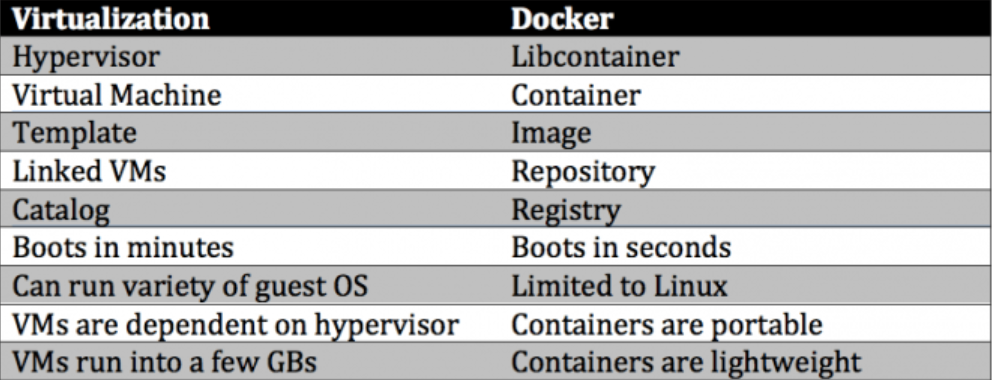 Virtualization Docker
Hypervisor Libcontainer
Virtual Machine Container
Template Image
Linked VMs Repository
Catalog Registry
Boots in minutes Boots in seconds
Can run variety of guest OS Limited to Linux
VMs are dependent on hypervisor Containers are portable
VMs run into a few GBs Containers are lightweight